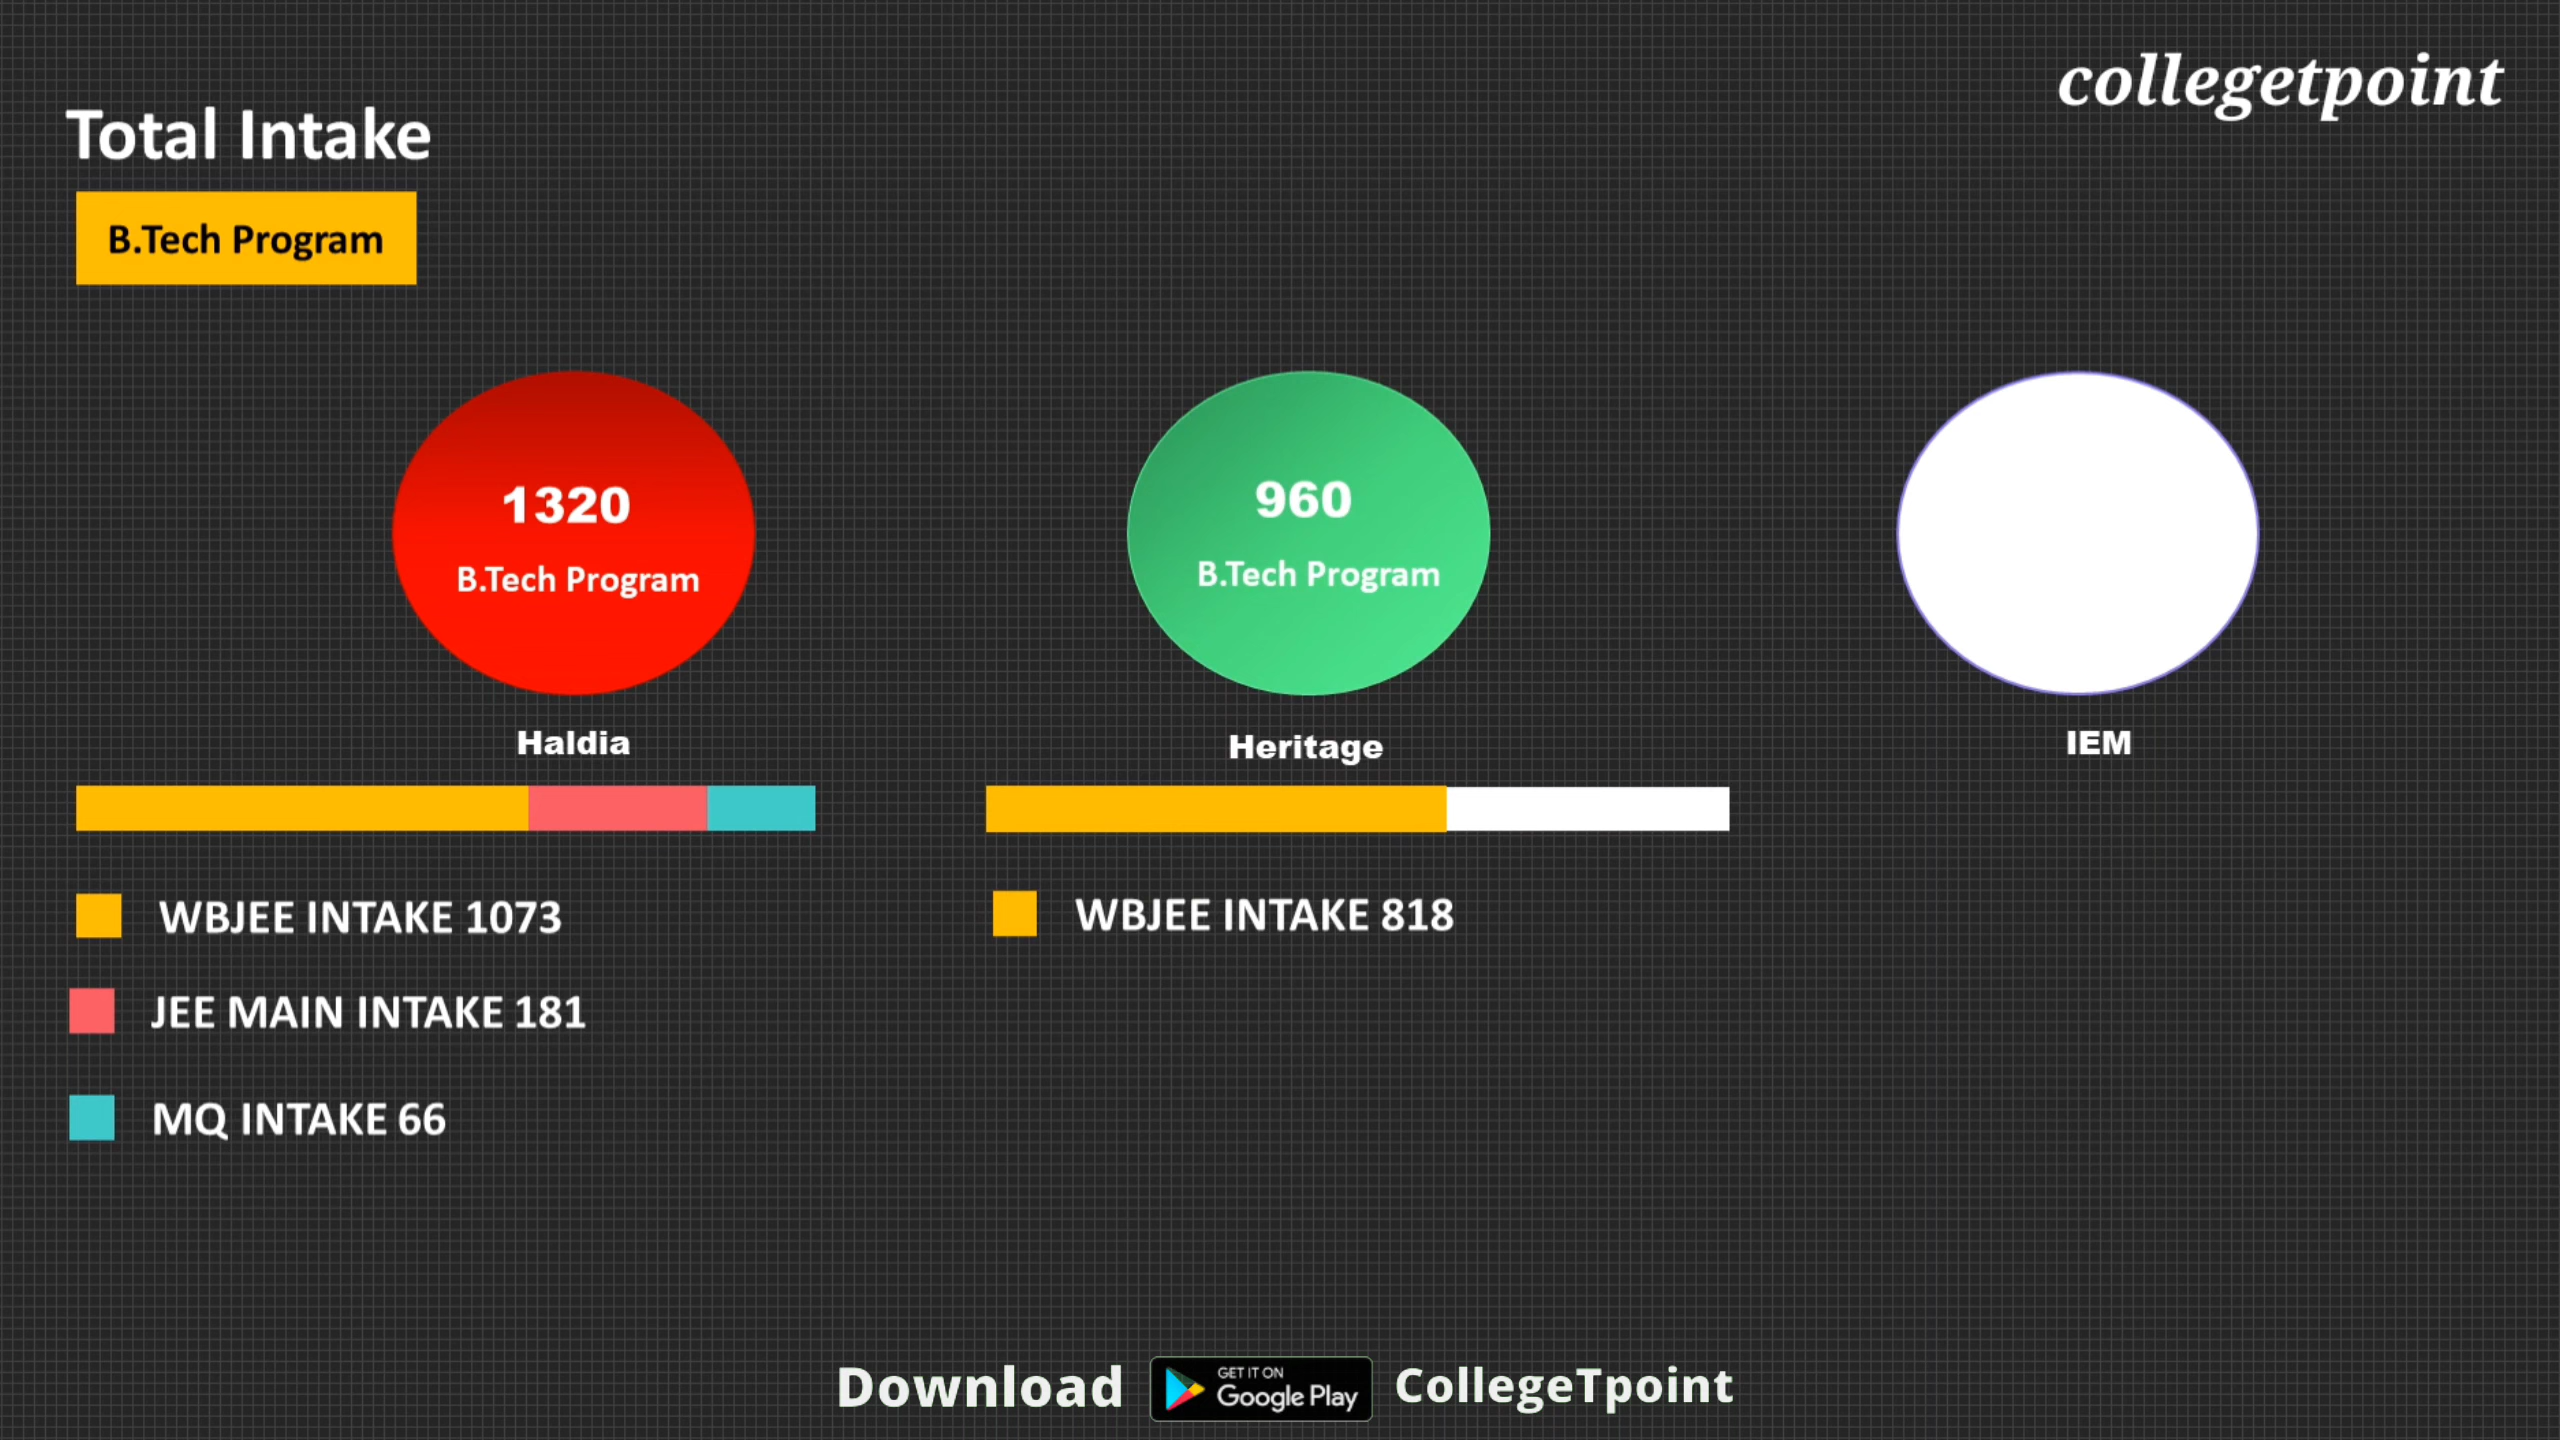 collegetpoint
Total Intake
B.Tech Program
1320
B.Tech Program
Haldia
960
B.Tech Program
Heritage
IEM
WBJEE INTAKE 1073
JEE MAIN INTAKE 181
MQ INTAKE 66
WBJEE INTAKE 818
Download GET IT ON Google Play CollegeTpoint